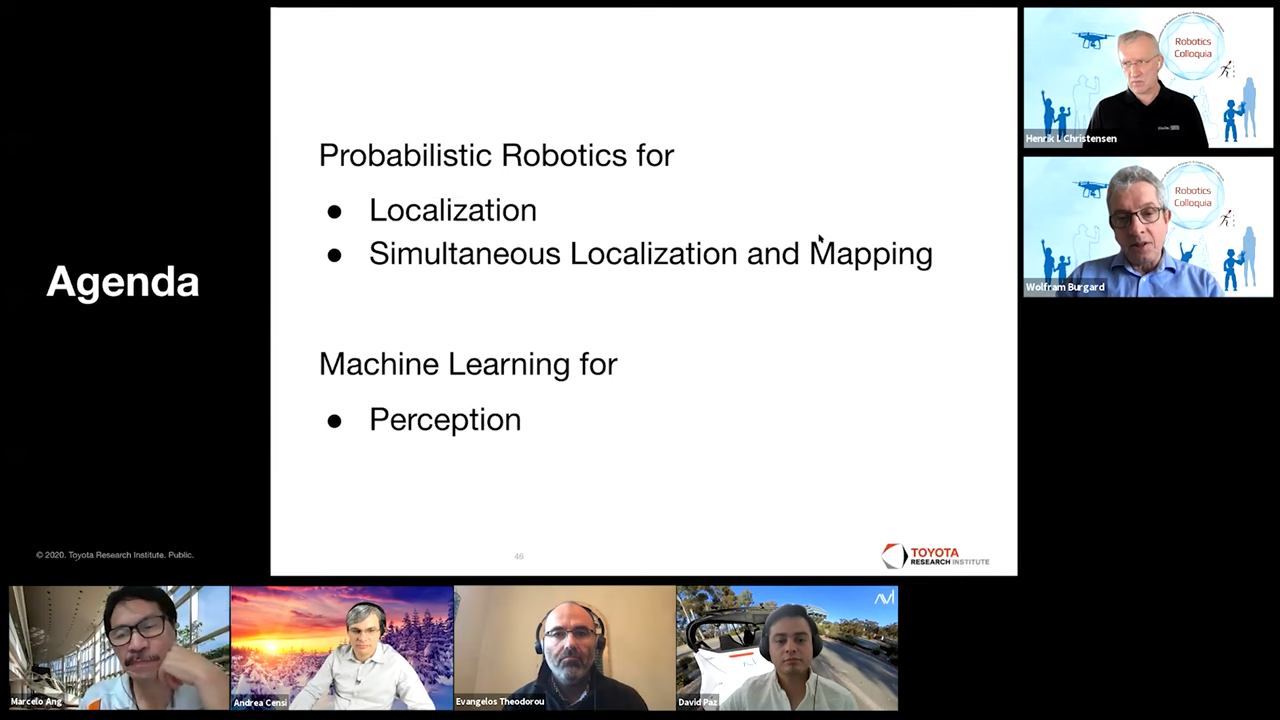 Agenda
Probabilistic Robotics for
● Localization
● Simultaneous Localization and Mapping
Machine Learning for
● Perception
© 2020. Toyota Research Institute. Public.
46
TOYOTA
RESEARCH INSTITUTE
Robotics
Colloquia
Henrik I. Christensen
Robotics
Colloquia
Wolfram Burgard
Marcelo Ang
Andrea Censi
Evangelos Theodorou
David Paz